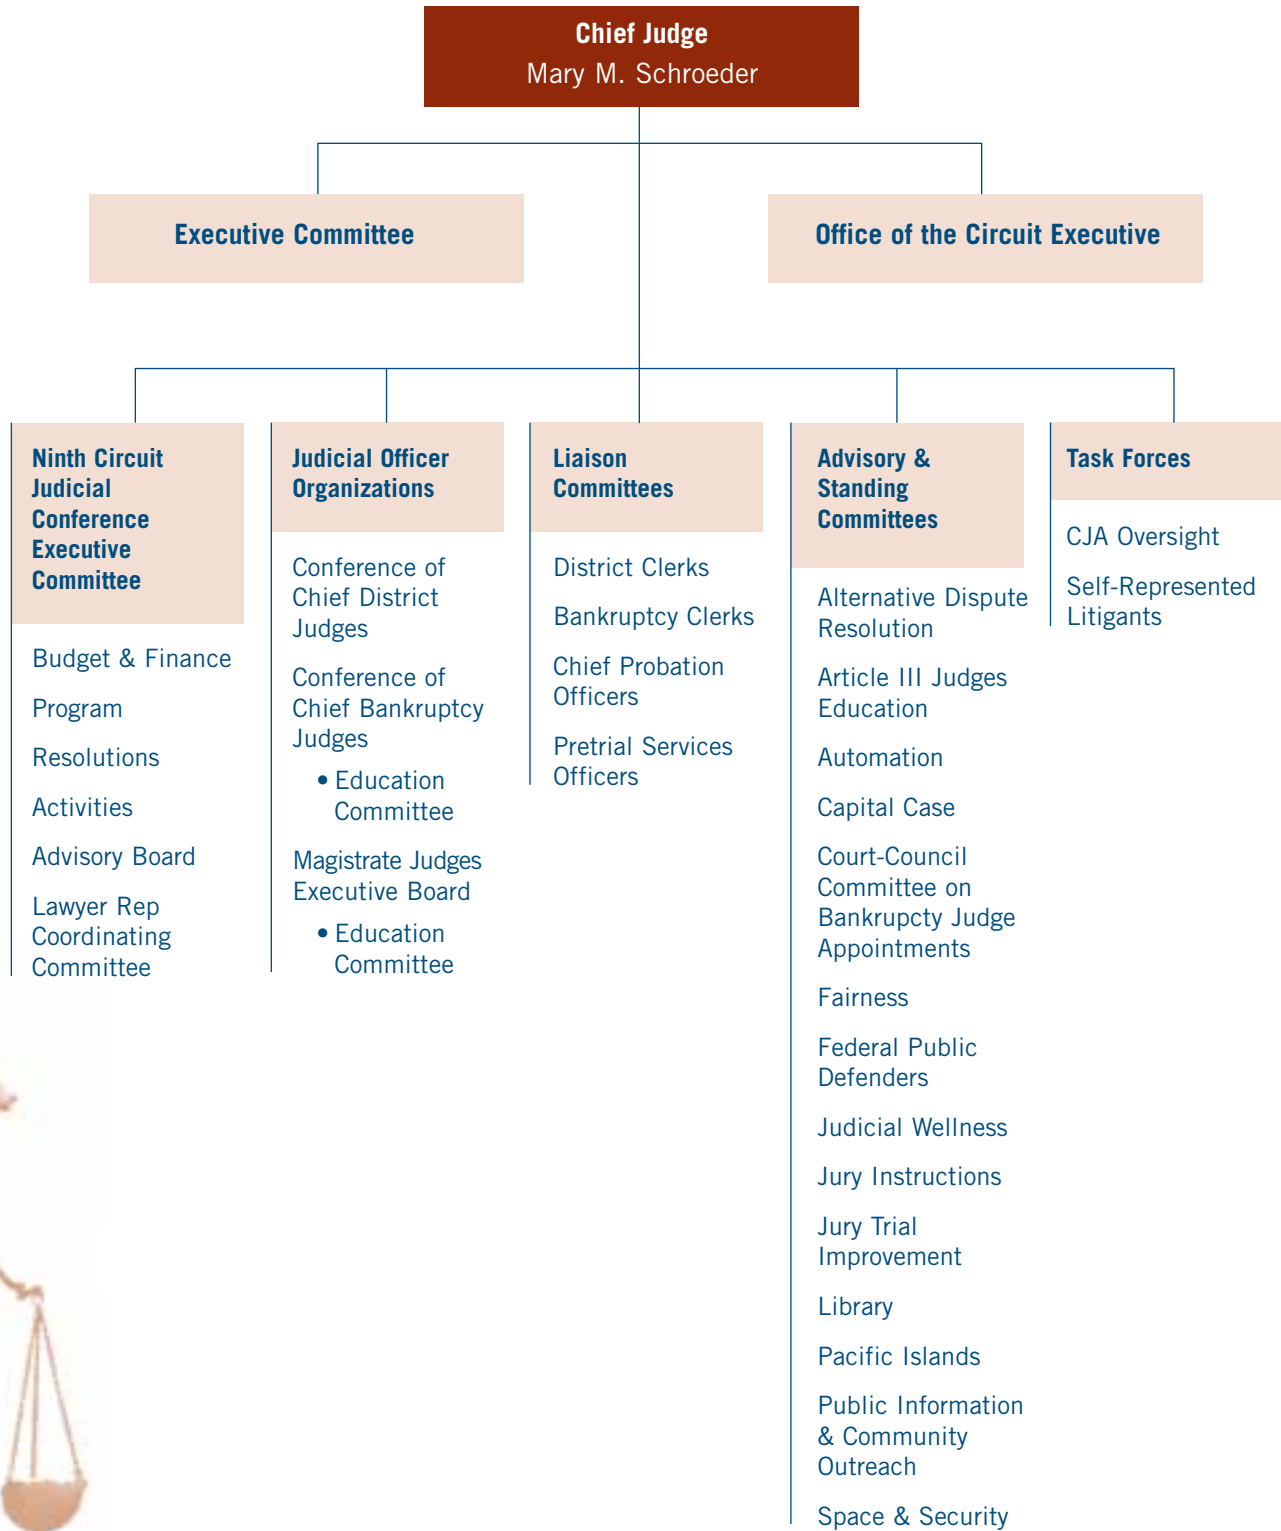 Chief Judge
Mary M. Schroeder
Executive Committee
Office of the Circuit Executive
Ninth Circuit
Judicial
Conference
Executive
Committee
Budget & Finance
Program
Resolutions
Activities
Advisory Board
Lawyer Rep
Coordinating
Committee
Judicial Officer
Organizations
Conference of
Chief District
Judges
Conference of
Chief Bankruptcy
Judges
• Education
Committee
Magistrate Judges
Executive Board
• Education
Committee
Liaison
Committees
District Clerks
Bankruptcy Clerks
Chief Probation
Officers
Pretrial Services
Officers
Advisory &
Standing
Committees
Alternative Dispute
Resolution
Article III Judges
Education
Automation
Capital Case
Court-Council
Committee on
Bankrupcty Judge
Appointments
Fairness
Federal Public
Defenders
Judicial Wellness
Jury Instructions
Jury Trial
Improvement
Library
Pacific Islands
Public Information
& Community
Outreach
Space & Security
Task Forces
CJA Oversight
Self-Represented
Litigants